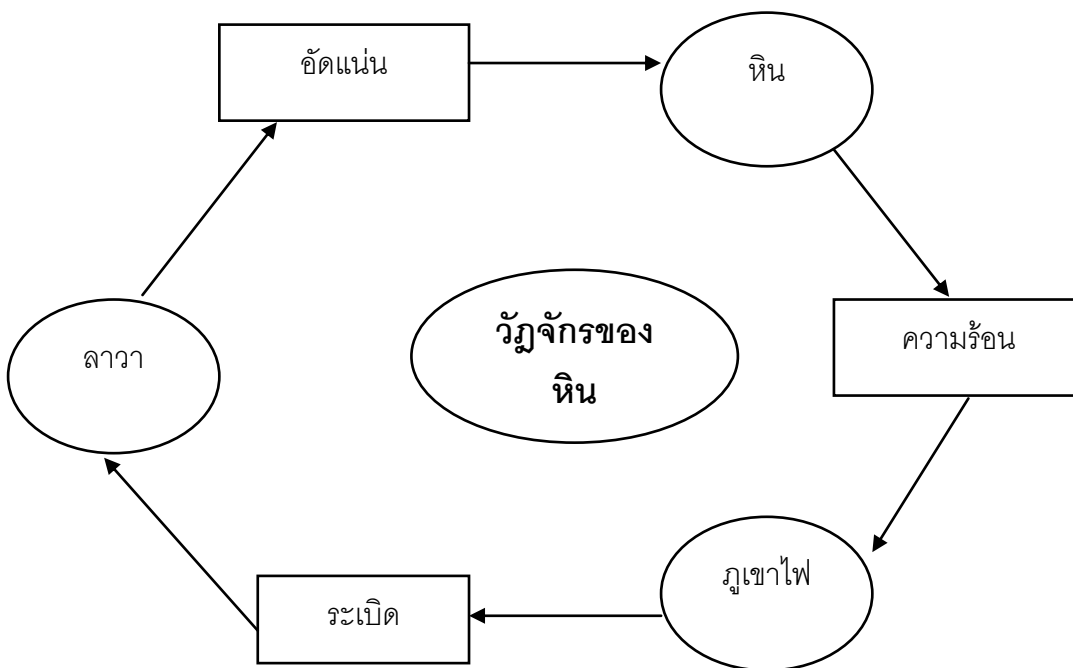 อัดแน่น
หิน
ลาวา
วัฏจักรของ
หิน
ความร้อน
ภูเขาไฟ
ระเบิด